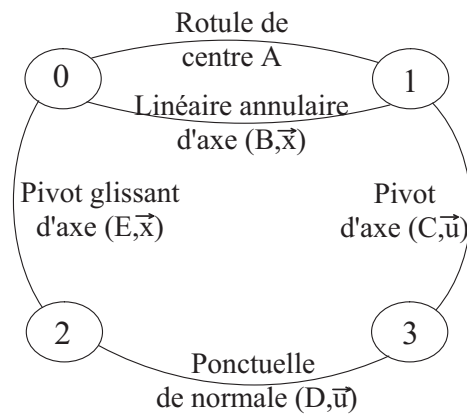 Rotule de
centre A
0
1
Linéaire annulaire
d'axe (B,x⃗)
Pivot glissant
d'axe (E,x⃗)
Pivot
d'axe (C,u⃗)
2
3
Ponctuelle
de normale (D,u⃗)